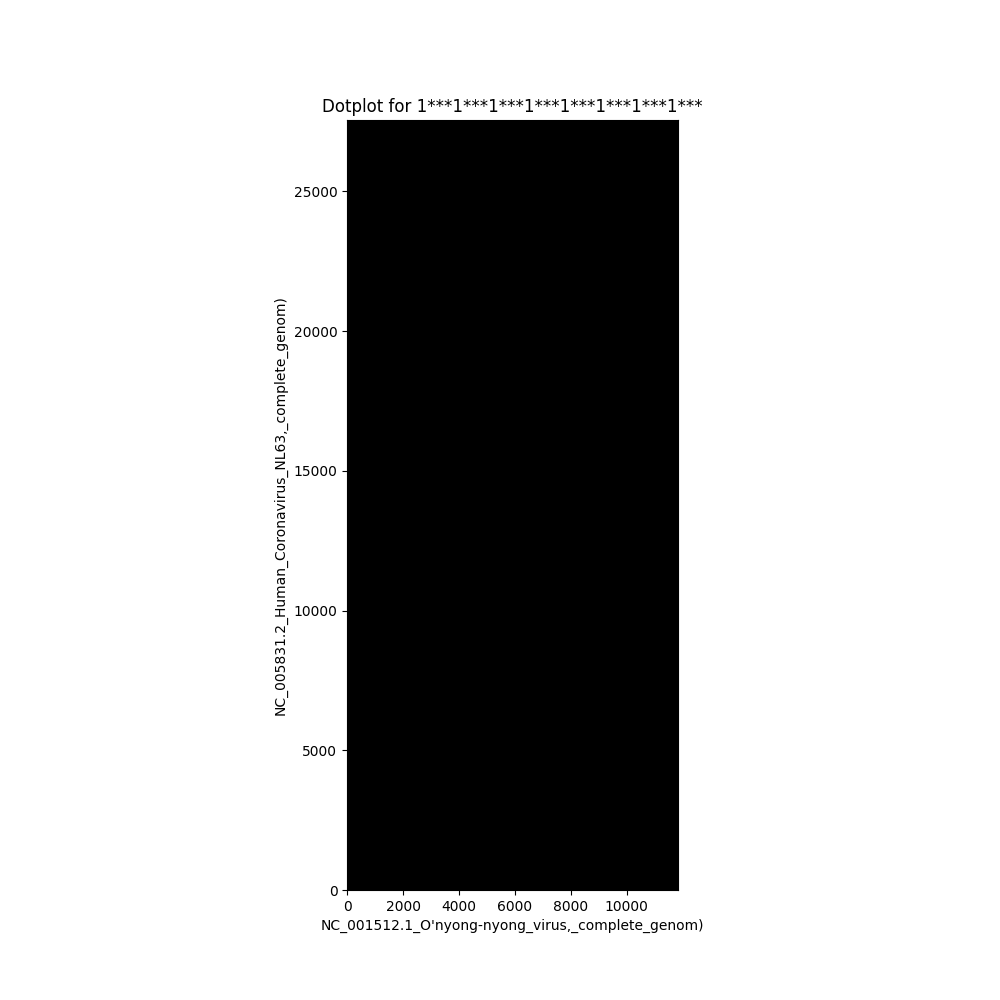 Dotplot for 1***1***1***1***1***1***1***1***
25000
20000
15000
10000
5000
0
NC_005831.2_Human_Coronavirus_NL63,_complete_genom)
0 2000 4000 6000 8000 10000
NC_001512.1_O'nyong-nyong_virus,_complete_genom)